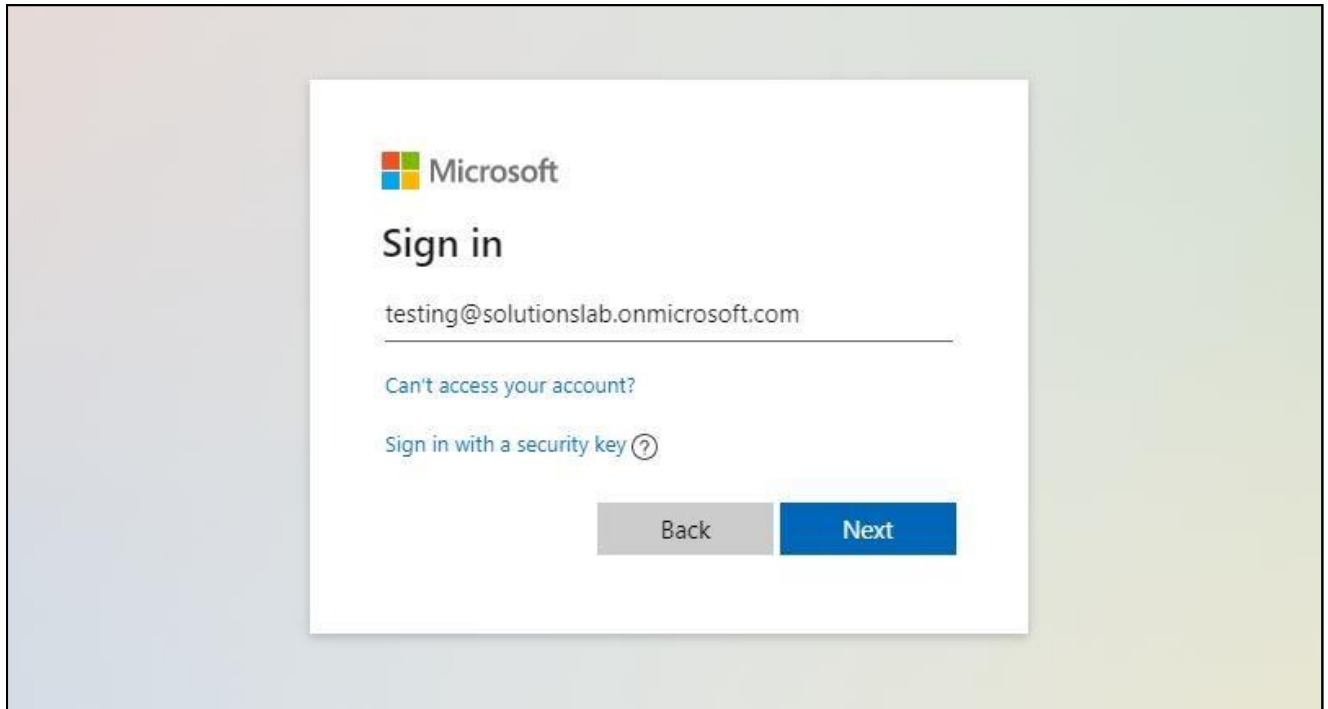 Microsoft
Sign in
testing@solutionslab.onmicrosoft.com
Can't access your account?
Sign in with a security key
Back Next